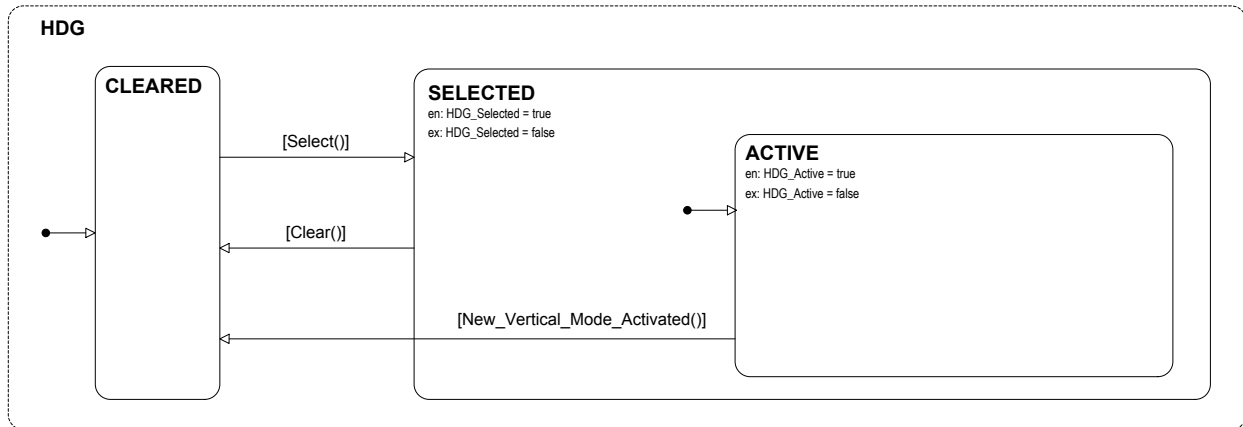 HDG
CLEARED
SELECTED
en: HDG_Selected = true
ex: HDG_Selected = false
[Select()]
ACTIVE
en: HDG_Active = true
ex: HDG_Active = false
[Clear()]
[New_Vertical_Mode_Activated()]